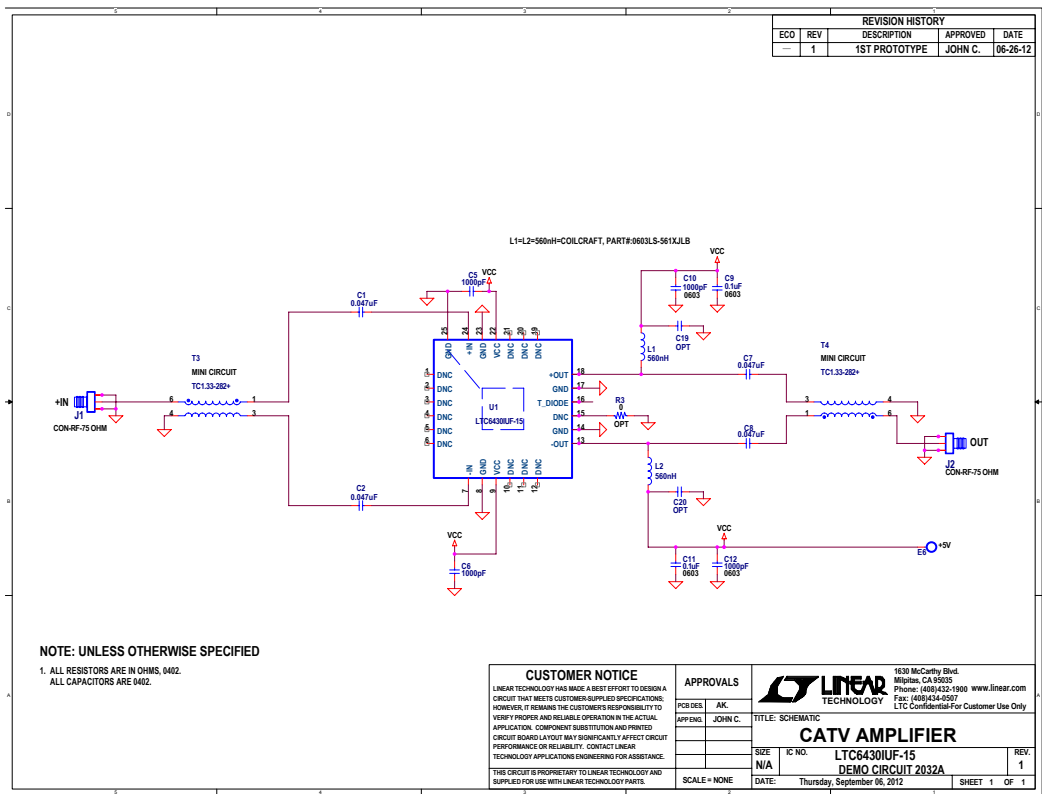 5
4
3
2
1
REVISION HISTORY
ECO REV DESCRIPTION APPROVED DATE
— 1 1ST PROTOTYPE JOHN C. 06-26-12
D
D
L1=L2=560nH=COILCRAFT, PART#:0603LS-561XJLB
VCC
C5
1000pF
VCC
C10
1000pF
0603
C9
0.1uF
0603
C
C
C1
0.047uF
25
24
23
22
21
20
19
GND
+IN
GND
VCC
DNC
DNC
DNC
C19
OPT
L1
560nH
T3
MINI CIRCUIT
TC1.33-282+
C7
0.047uF
T4
MINI CIRCUIT
TC1.33-282+
1 DNC
2 DNC
3 DNC
4 DNC
5 DNC
6 DNC
U1
LTC6430IUF-15
+OUT 18
GND 17
T_DIODE 16
DNC 15
GND 14
-OUT 13
R3
0
OPT
+IN
J1
CON-RF-75 OHM
6
1
4
3
3
4
1
6
C8
0.047uF
OUT
J2
CON-RF-75 OHM
-IN
GND
VCC
DNC
DNC
DNC
7
8
9
10
11
12
L2
560nH
C2
0.047uF
C20
OPT
B
B
VCC
C6
1000pF
VCC
E6
+5V
C11
0.1uF
0603
C12
1000pF
0603
NOTE: UNLESS OTHERWISE SPECIFIED
1. ALL RESISTORS ARE IN OHMS, 0402.
ALL CAPACITORS ARE 0402.
A
A
CUSTOMER NOTICE
LINEAR TECHNOLOGY HAS MADE A BEST EFFORT TO DESIGN A
CIRCUIT THAT MEETS CUSTOMER-SUPPLIED SPECIFICATIONS;
HOWEVER, IT REMAINS THE CUSTOMER'S RESPONSIBILITY TO
VERIFY PROPER AND RELIABLE OPERATION IN THE ACTUAL
APPLICATION. COMPONENT SUBSTITUTION AND PRINTED
CIRCUIT BOARD LAYOUT MAY SIGNIFICANTLY AFFECT CIRCUIT
PERFORMANCE OR RELIABILITY. CONTACT LINEAR
TECHNOLOGY APPLICATIONS ENGINEERING FOR ASSISTANCE.
THIS CIRCUIT IS PROPRIETARY TO LINEAR TECHNOLOGY AND
SUPPLIED FOR USE WITH LINEAR TECHNOLOGY PARTS.
APPROVALS
PCB DES. AK.
APP ENG. JOHN C.
SCALE = NONE
LINEAR
TECHNOLOGY
1630 McCarthy Blvd.
Milpitas, CA 95035
Phone: (408)432-1900 www.linear.com
Fax: (408)434-0507
LTC Confidential-For Customer Use Only
TITLE: SCHEMATIC
CATV AMPLIFIER
SIZE
N/A
IC NO.
LTC6430IUF-15
DEMO CIRCUIT 2032A
REV.
1
DATE: Thursday, September 06, 2012
SHEET 1 OF 1
5
4
3
2
1